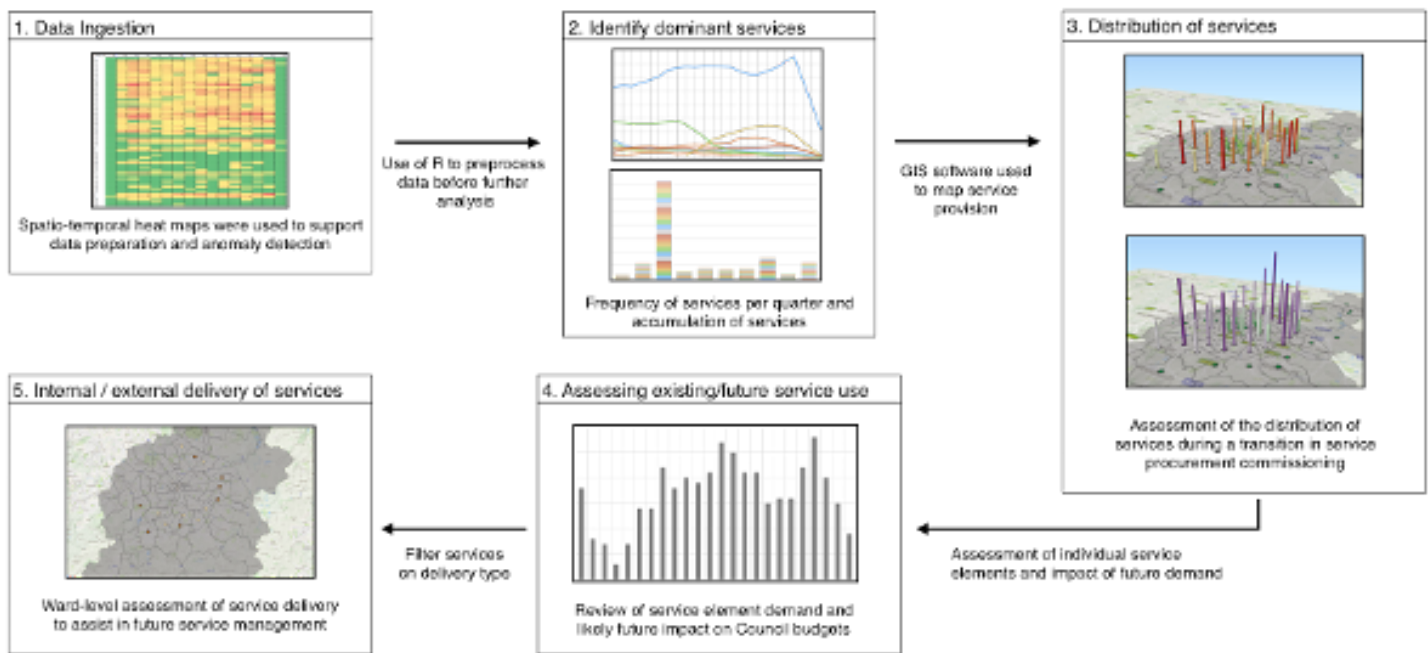 1. Data Ingestion
Spatio-temporal heat maps were used to support
data preparation and anomaly detection
Use of R to preprocess
data before further
analysis
2. Identify dominant services
Frequency of services per quarter and
accumulation of services
GIS software used
to map service
provision
3. Distribution of services
Assessment of the distribution of
services during a transition in service
procurement commissioning
Assessment of individual service
elements and impact of future demand
4. Assessing existing/future service use
Review of service element demand and
likely future impact on Council budgets
Filter services
on delivery type
5. Internal / external delivery of services
Ward-level assessment of service delivery
to assist in future service management